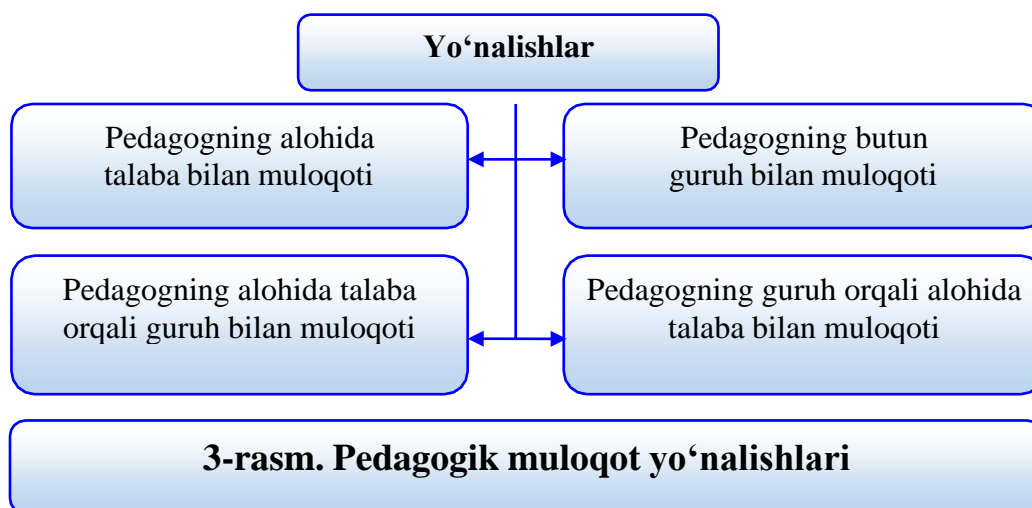 Yo‘nalishlar
Pedagogning alohida
talaba bilan muloqoti
Pedagogning butun
guruh bilan muloqoti
Pedagogning alohida talaba
orqali guruh bilan muloqoti
Pedagogning guruh orqali alohida
talaba bilan muloqoti
3-rasm. Pedagogik muloqot yo‘nalishlari